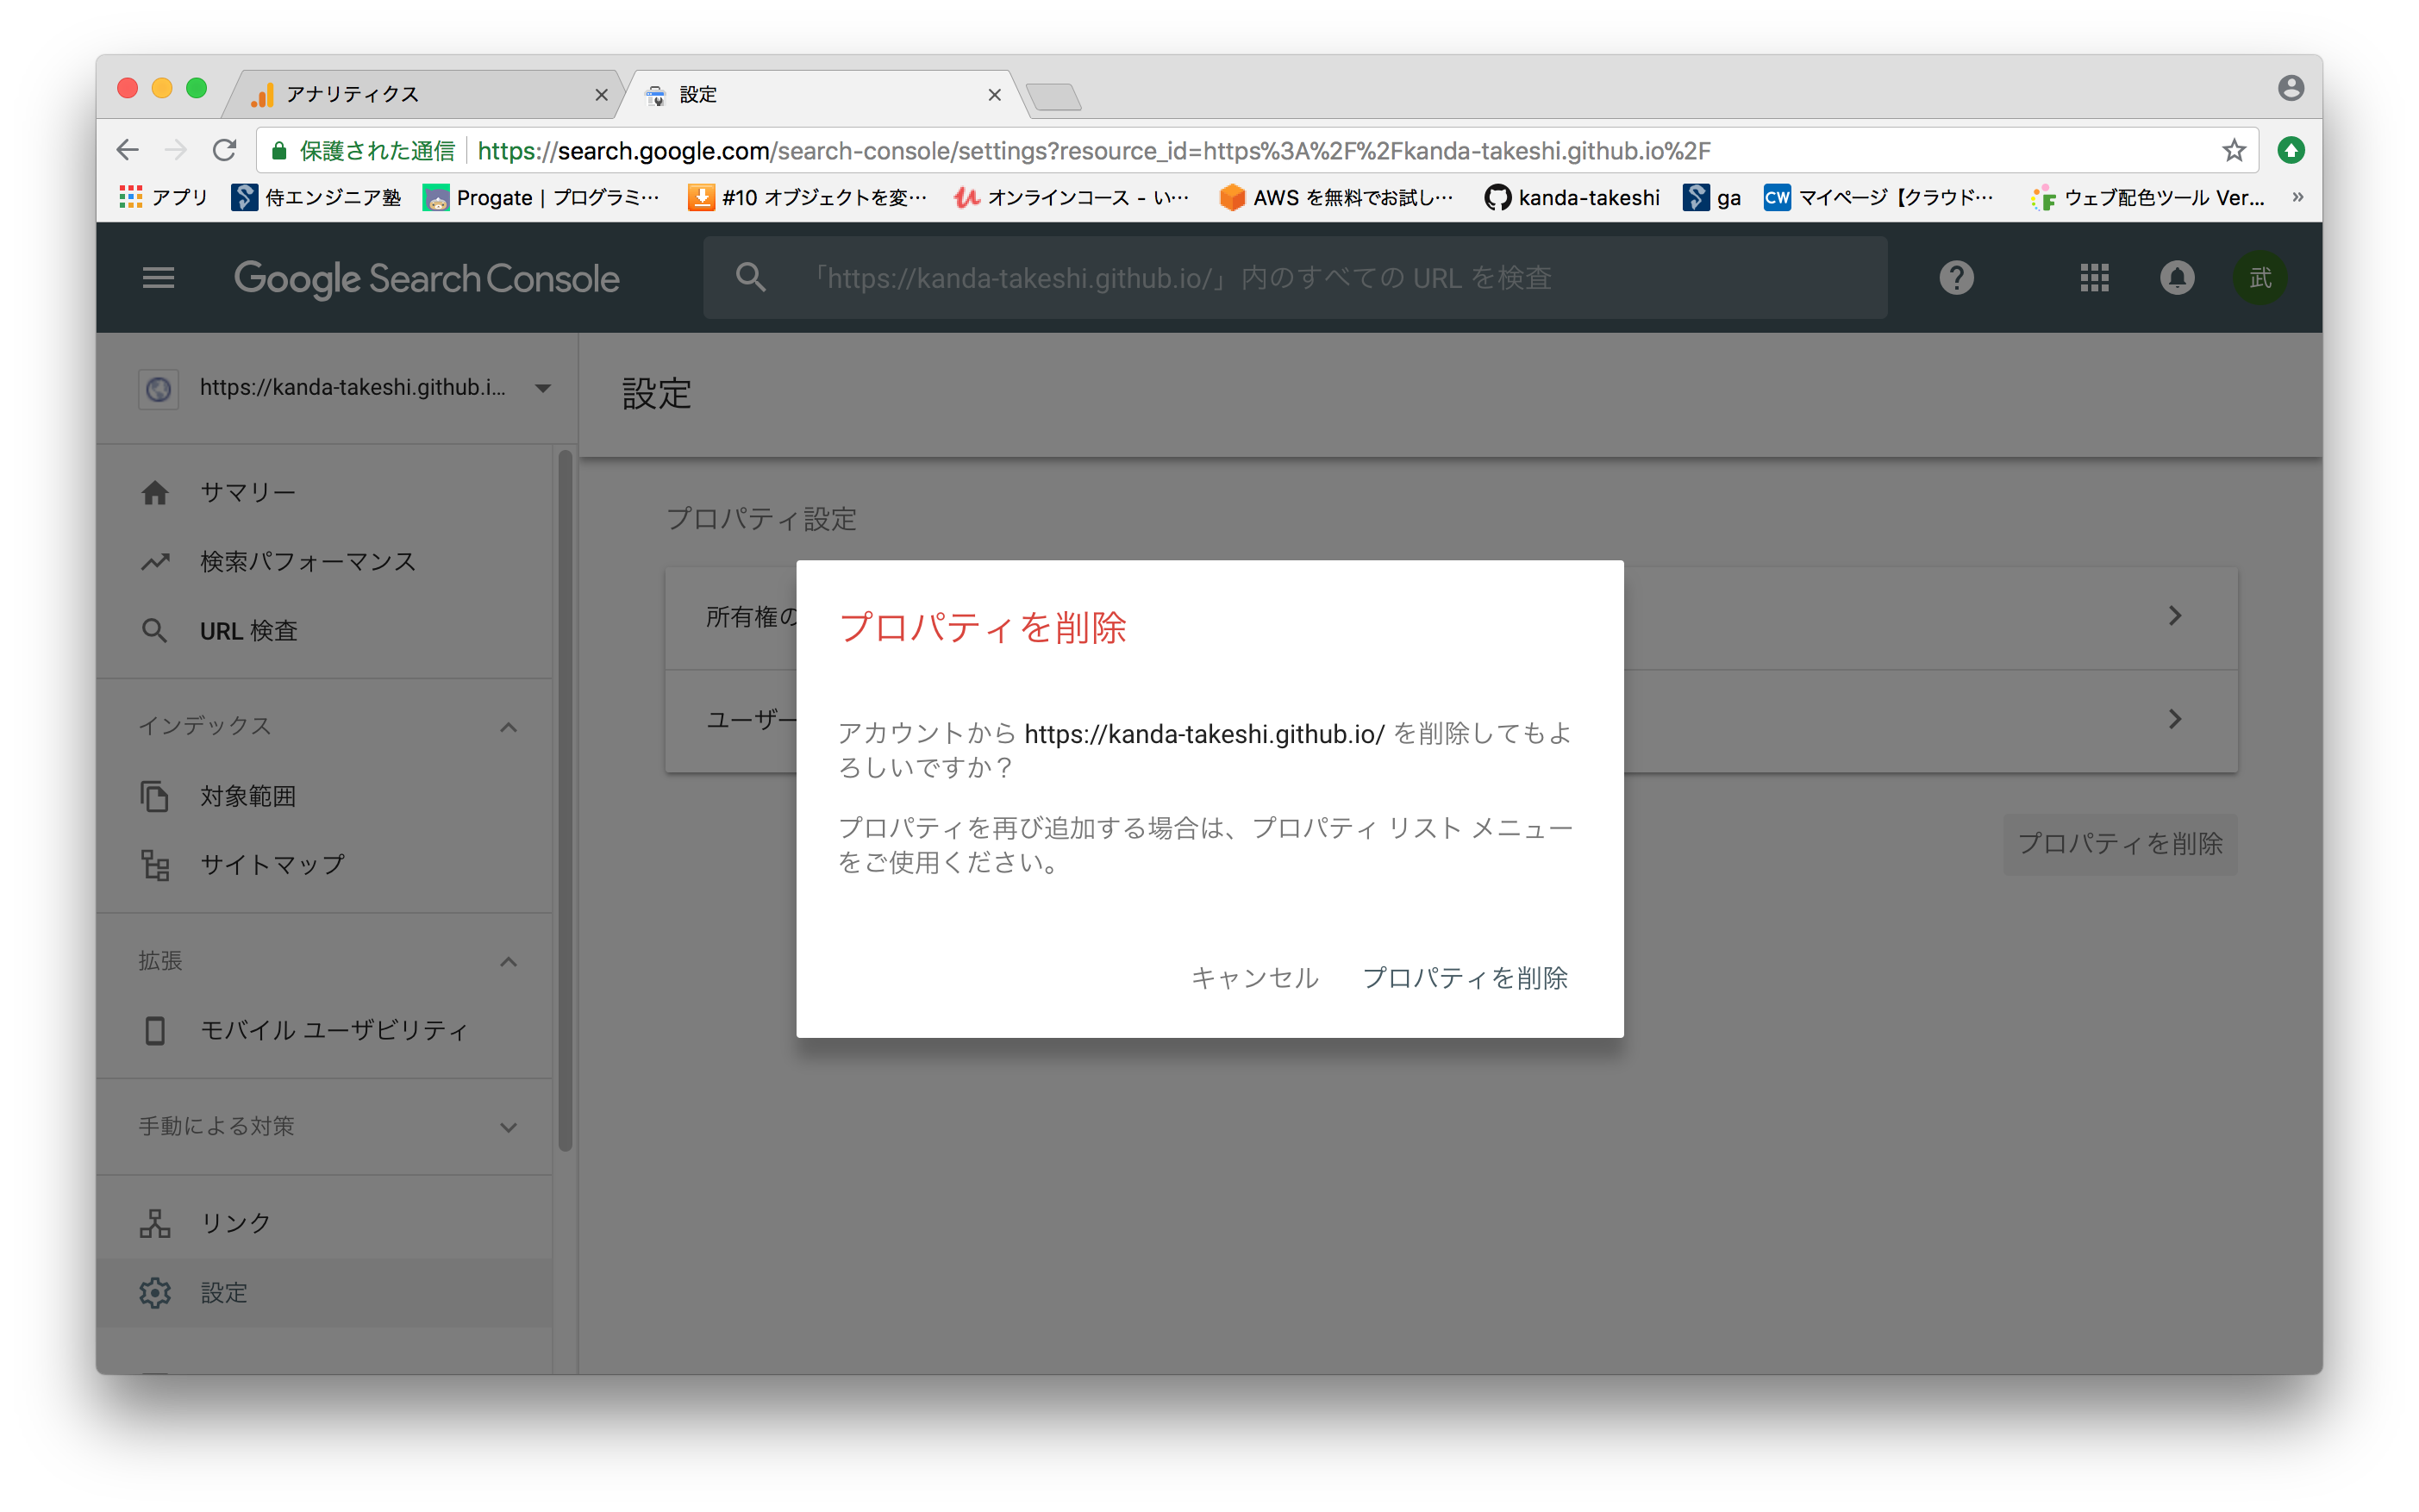 アナリティクス
設定
保護された通信 https://search.google.com/search-console/settings?resource_id=https%3A%2F%2Fkanda-takeshi.github.io%2F
アプリ 侍エンジニア塾 Progate | プログラミ… #10 オブジェクトを変… オンラインコース - い… AWS を無料でお試し… kanda-takeshi ga CW マイページ【クラウド… ウェブ配色ツール Ver… »
Google Search Console
「https://kanda-takeshi.github.io/」内のすべての URL を検査
武
https://kanda-takeshi.github.i...
設定
サマリー
検索パフォーマンス
URL 検査
インデックス
対象範囲
サイトマップ
拡張
モバイル ユーザビリティ
手動による対策
リンク
設定
プロパティ設定
所有権の
ユーザー
プロパティを削除
プロパティを削除
アカウントから https://kanda-takeshi.github.io/ を削除してもよ
ろしいですか？
プロパティを再び追加する場合は、プロパティ リスト メニュー
をご使用ください。
キャンセル プロパティを削除